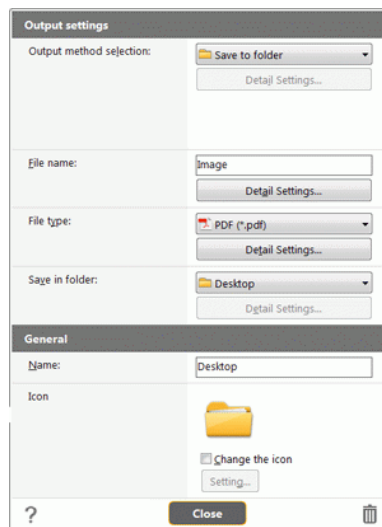 Output settings
Output method selection:
Save to folder
Detail Settings...
File name:
Image
Detail Settings...
File type:
PDF (*.pdf)
Detail Settings...
Save in folder:
Desktop
Detail Settings...
General
Name:
Desktop
Icon
Change the icon
Setting...
?
Close